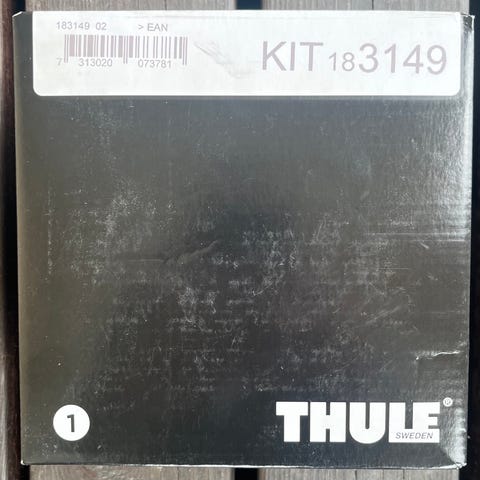 183149 02 > EAN
KIT 183149
7 313020 073781
1
THULE®
SWEDEN